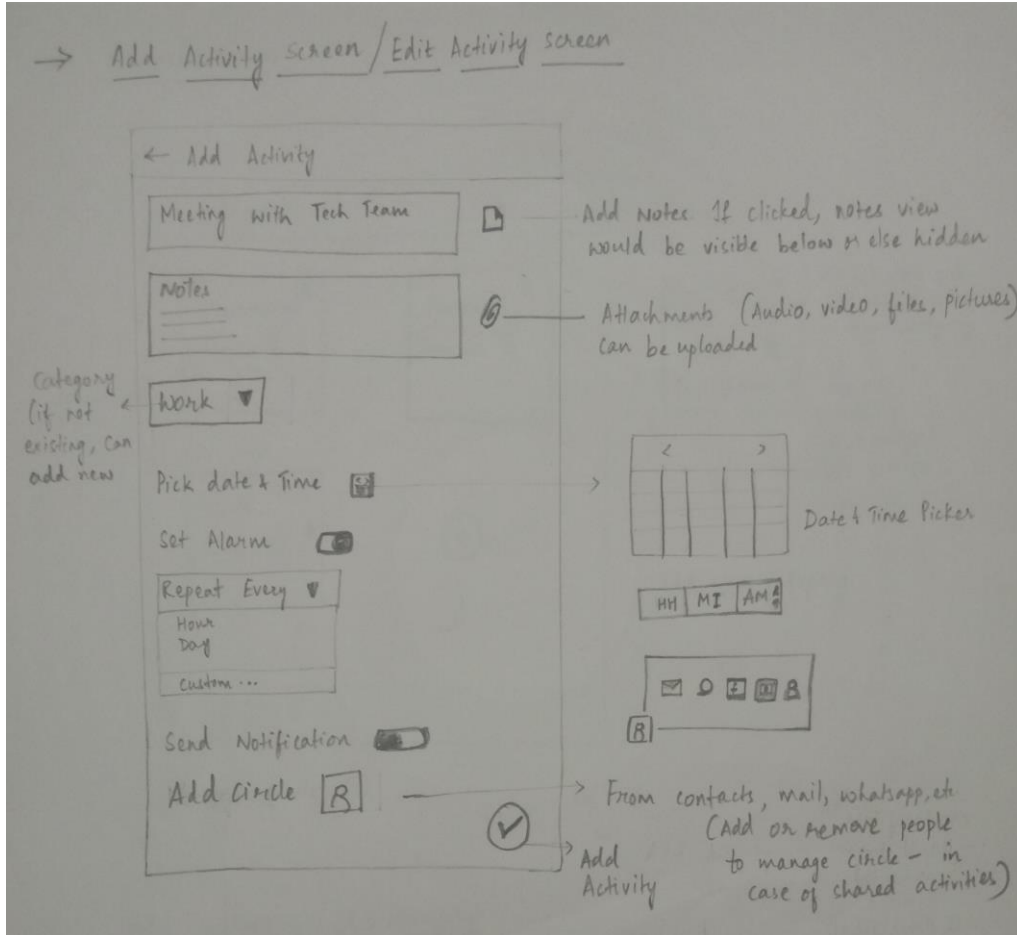 → Add Activity screen / Edit Activity screen
← Add Activity
Meeting with Tech Team
Add Notes If clicked, notes view
would be visible below or else hidden
Notes
Attachments (Audio, video, files, pictures)
can be uploaded
Category
(if not
existing, can
add new
Work ▼
Pick date & Time
Date & Time Picker
Set Alarm
Repeat Every ▼
Hour
Day
Custom ...
HH MI AM
Send Notification
Add circle
From contacts, mail, whatsapp, etc
(Add or remove people
to manage circle - in
case of shared activities)
Add
Activity